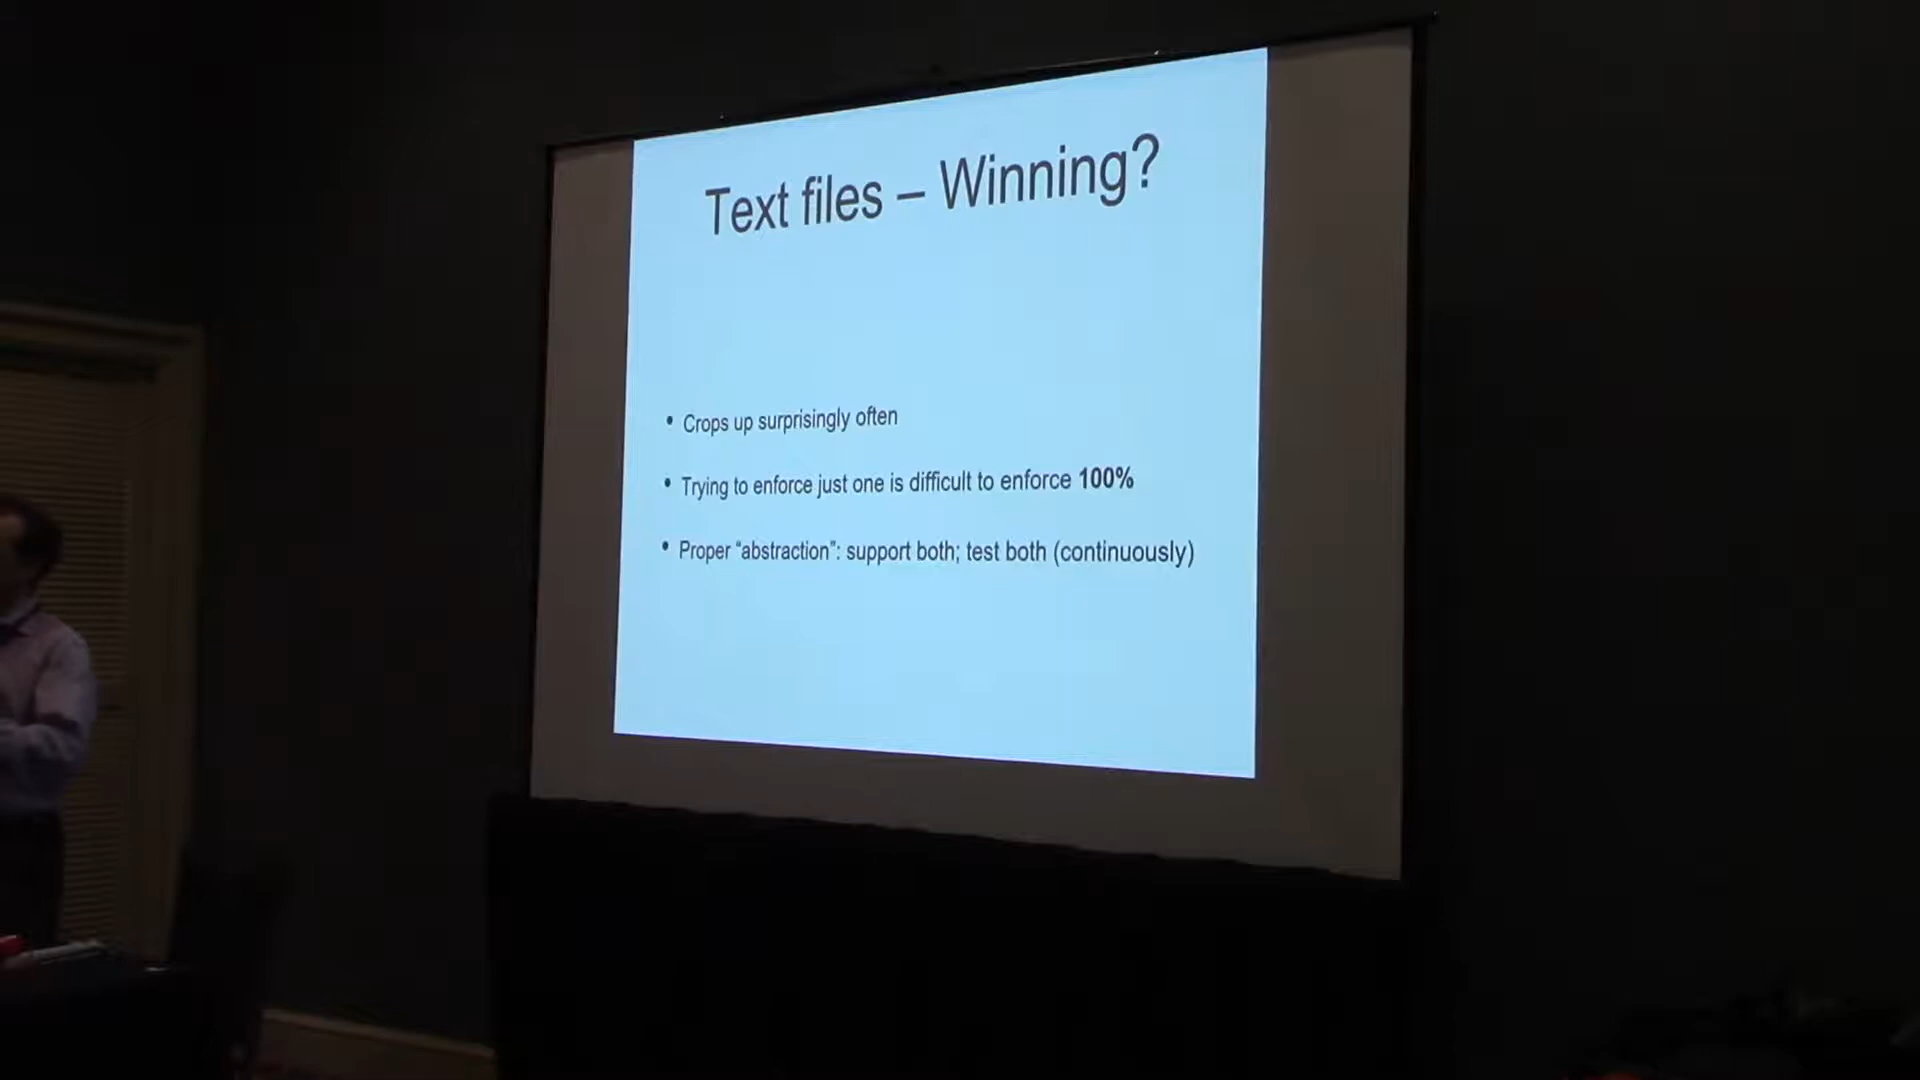 Text files – Winning?
• Crops up surprisingly often
• Trying to enforce just one is difficult to enforce 100%
• Proper “abstraction”: support both; test both (continuously)